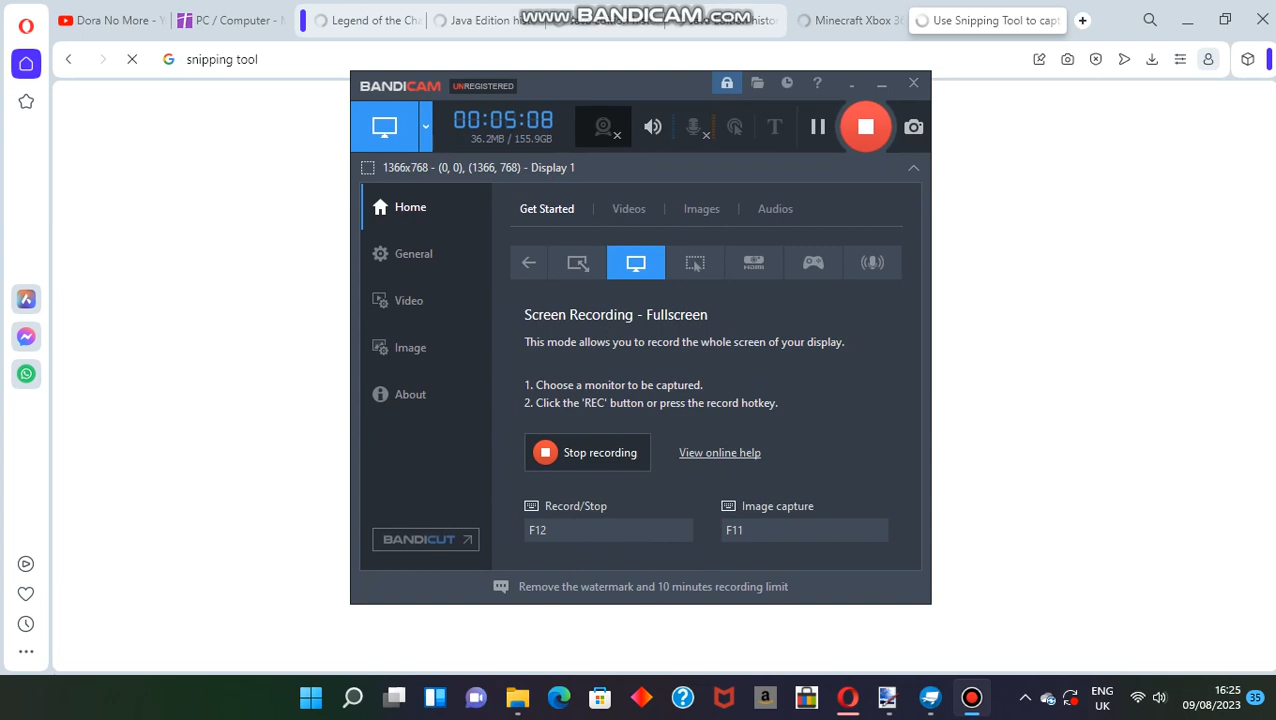 Dora No More -
PC / Computer -
Legend of the Cha
Java Edition h
www.BANDICAM.com
histor
Minecraft Xbox 36
Use Snipping Tool to capt
snipping tool
BANDICAM UNREGISTERED
00:05:08
36.2MB / 155.9GB
1366x768 - (0, 0), (1366, 768) - Display 1
Home
General
Video
Image
About
BANDICUT
Get Started
Videos
Images
Audios
HDMI
Screen Recording - Fullscreen
This mode allows you to record the whole screen of your display.
1. Choose a monitor to be captured.
2. Click the 'REC' button or press the record hotkey.
Stop recording
View online help
Record/Stop
Image capture
F12
F11
Remove the watermark and 10 minutes recording limit
ENG
UK
16:25
09/08/2023
35